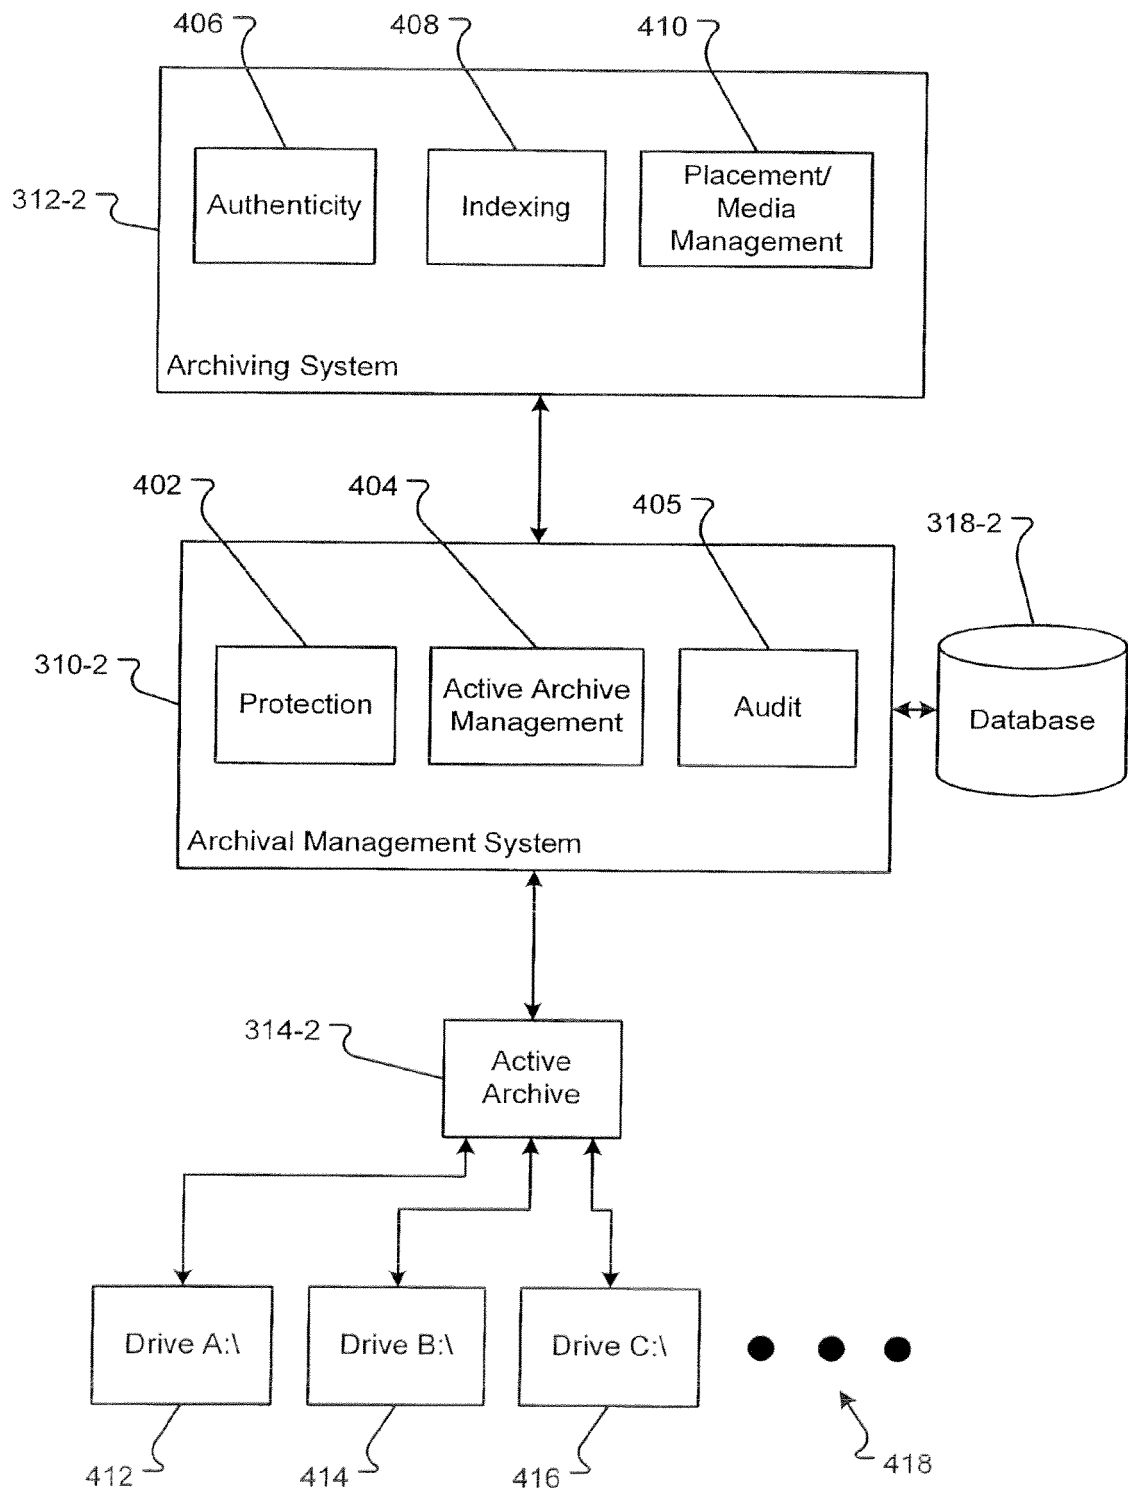 406
408
410
312-2
Authenticity
Indexing
Placement/
Media
Management
Archiving System
402
404
405
318-2
310-2
Protection
Active Archive
Management
Audit
Database
Archival Management System
314-2
Active
Archive
Drive A:\
Drive B:\
Drive C:\
412
414
416
418